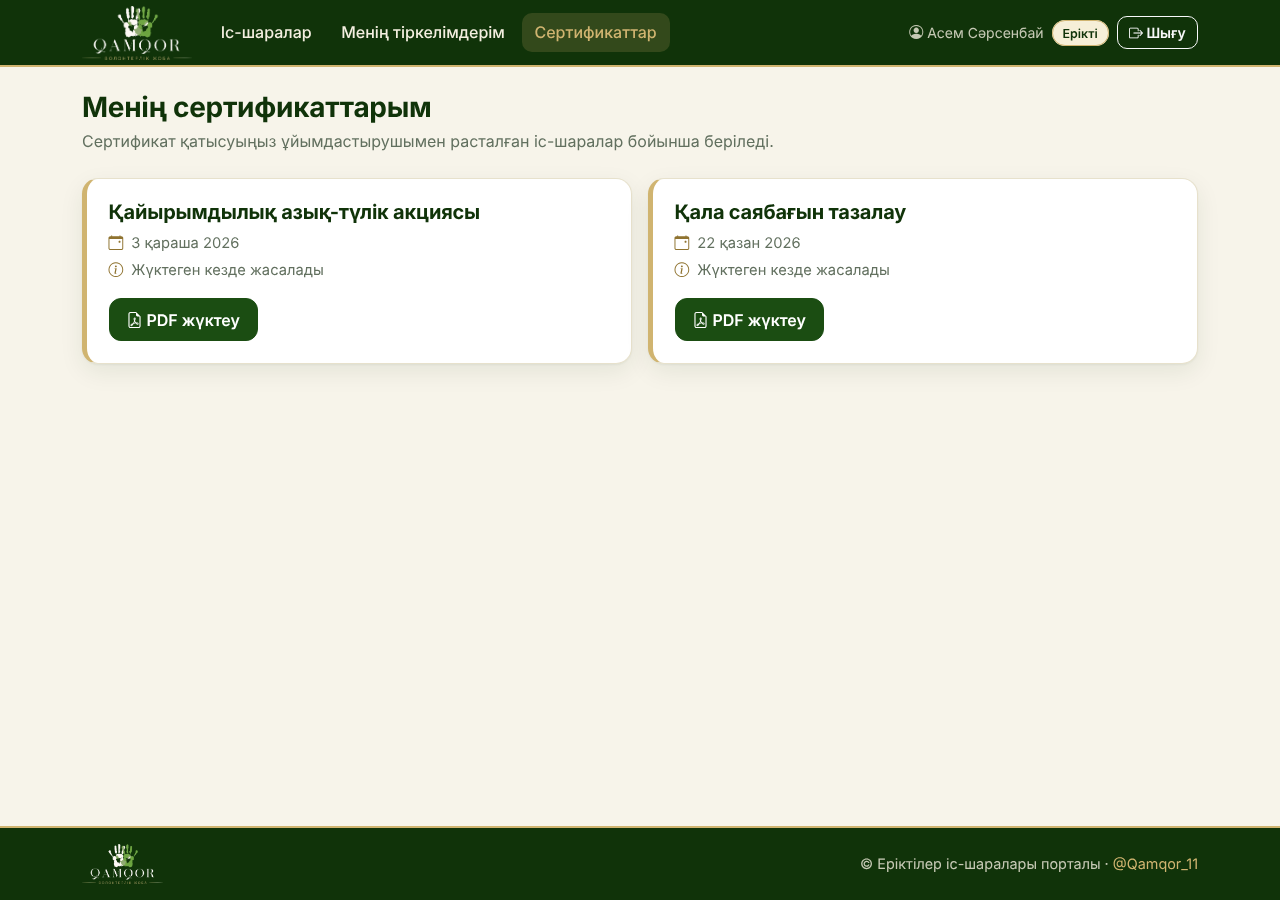 QAMQOR
Іс-шаралар
Менің тіркелімдерім
Сертификаттар
Асем Сәрсенбай
Ерікті
Шығу
Менің сертификаттарым
Сертификат қатысуыңыз ұйымдастырушымен расталған іс-шаралар бойынша беріледі.
Қайырымдылық азық-түлік акциясы
3 қараша 2026
Жүктеген кезде жасалады
PDF жүктеу
Қала саябағын тазалау
22 қазан 2026
Жүктеген кезде жасалады
PDF жүктеу
QAMQOR
© Еріктілер іс-шаралары порталы · @Qamqor_11